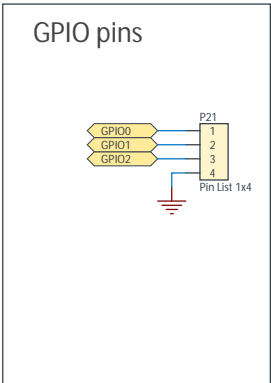 GPIO pins
P21
GPIO0 1
GPIO1 2
GPIO2 3
4
Pin List 1x4